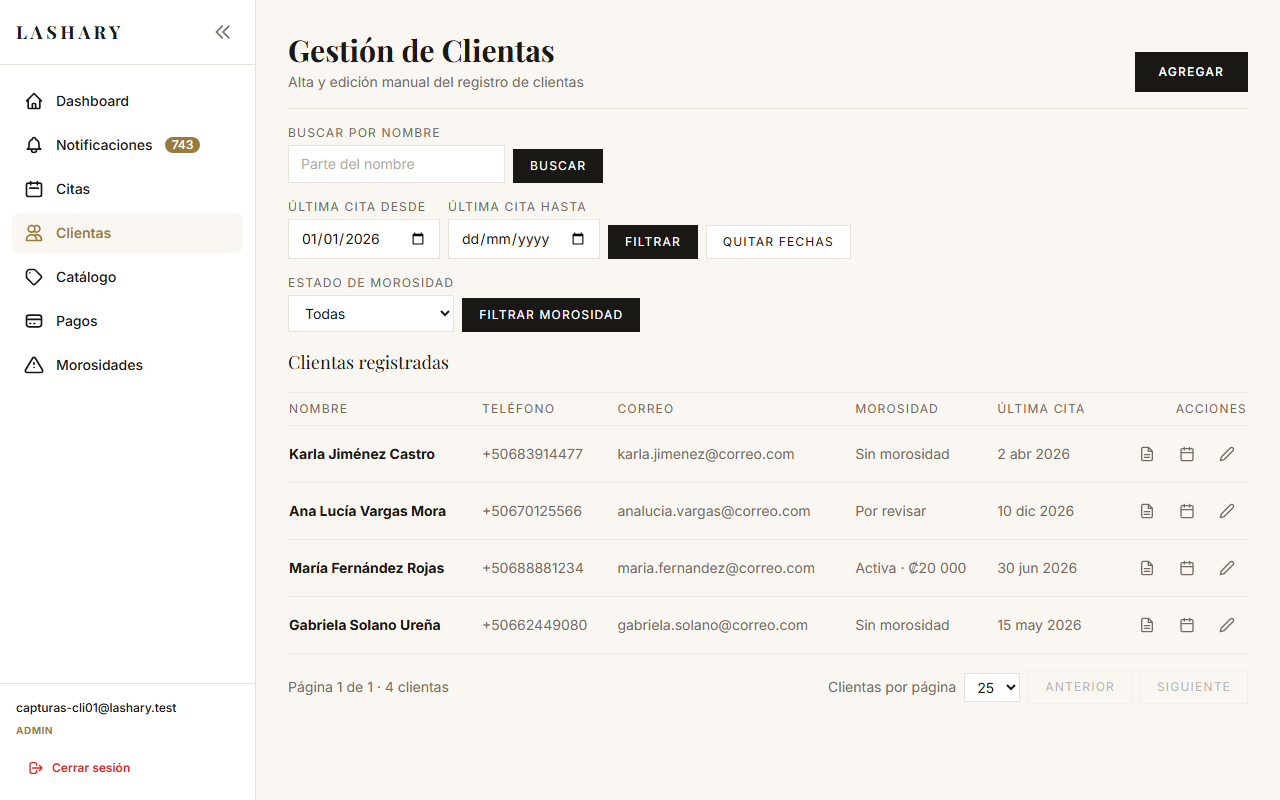 LASHARY
Dashboard
Notificaciones 743
Citas
Clientas
Catálogo
Pagos
Morosidades
capturas-cli01@lashary.test
ADMIN
Cerrar sesión
Gestión de Clientas
Alta y edición manual del registro de clientas
AGREGAR
BUSCAR POR NOMBRE
Parte del nombre BUSCAR
ÚLTIMA CITA DESDE ÚLTIMA CITA HASTA
01/01/2026 dd/mm/yyyy FILTRAR QUITAR FECHAS
ESTADO DE MOROSIDAD
Todas FILTRAR MOROSIDAD
Clientas registradas
NOMBRE TELÉFONO CORREO MOROSIDAD ÚLTIMA CITA ACCIONES
Karla Jiménez Castro +50683914477 karla.jimenez@correo.com Sin morosidad 2 abr 2026
Ana Lucía Vargas Mora +50670125566 analucia.vargas@correo.com Por revisar 10 dic 2026
María Fernández Rojas +50688881234 maria.fernandez@correo.com Activa · ₡20 000 30 jun 2026
Gabriela Solano Ureña +50662449080 gabriela.solano@correo.com Sin morosidad 15 may 2026
Página 1 de 1 · 4 clientas Clientas por página 25 ANTERIOR SIGUIENTE